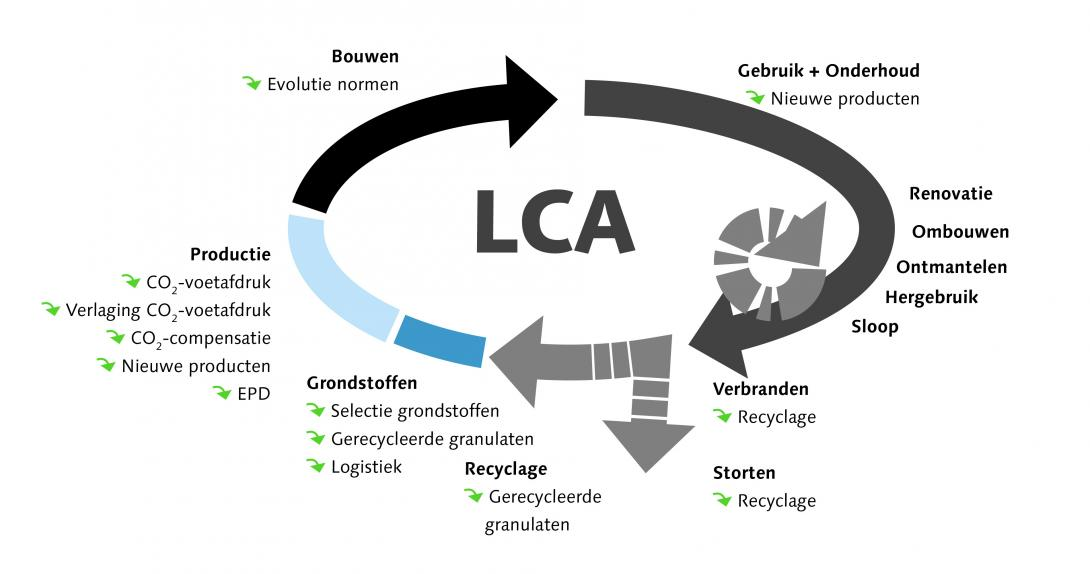 Bouwen
Evolutie normen
Gebruik + Onderhoud
Nieuwe producten
LCA
Renovatie
Ombouwen
Ontmantelen
Hergebruik
Sloop
Productie
CO₂-voetafdruk
Verlaging CO₂-voetafdruk
CO₂-compensatie
Nieuwe producten
EPD
Grondstoffen
Selectie grondstoffen
Gerecycleerde granulaten
Logistiek
Recyclage
Gerecycleerde
granulaten
Verbranden
Recyclage
Storten
Recyclage